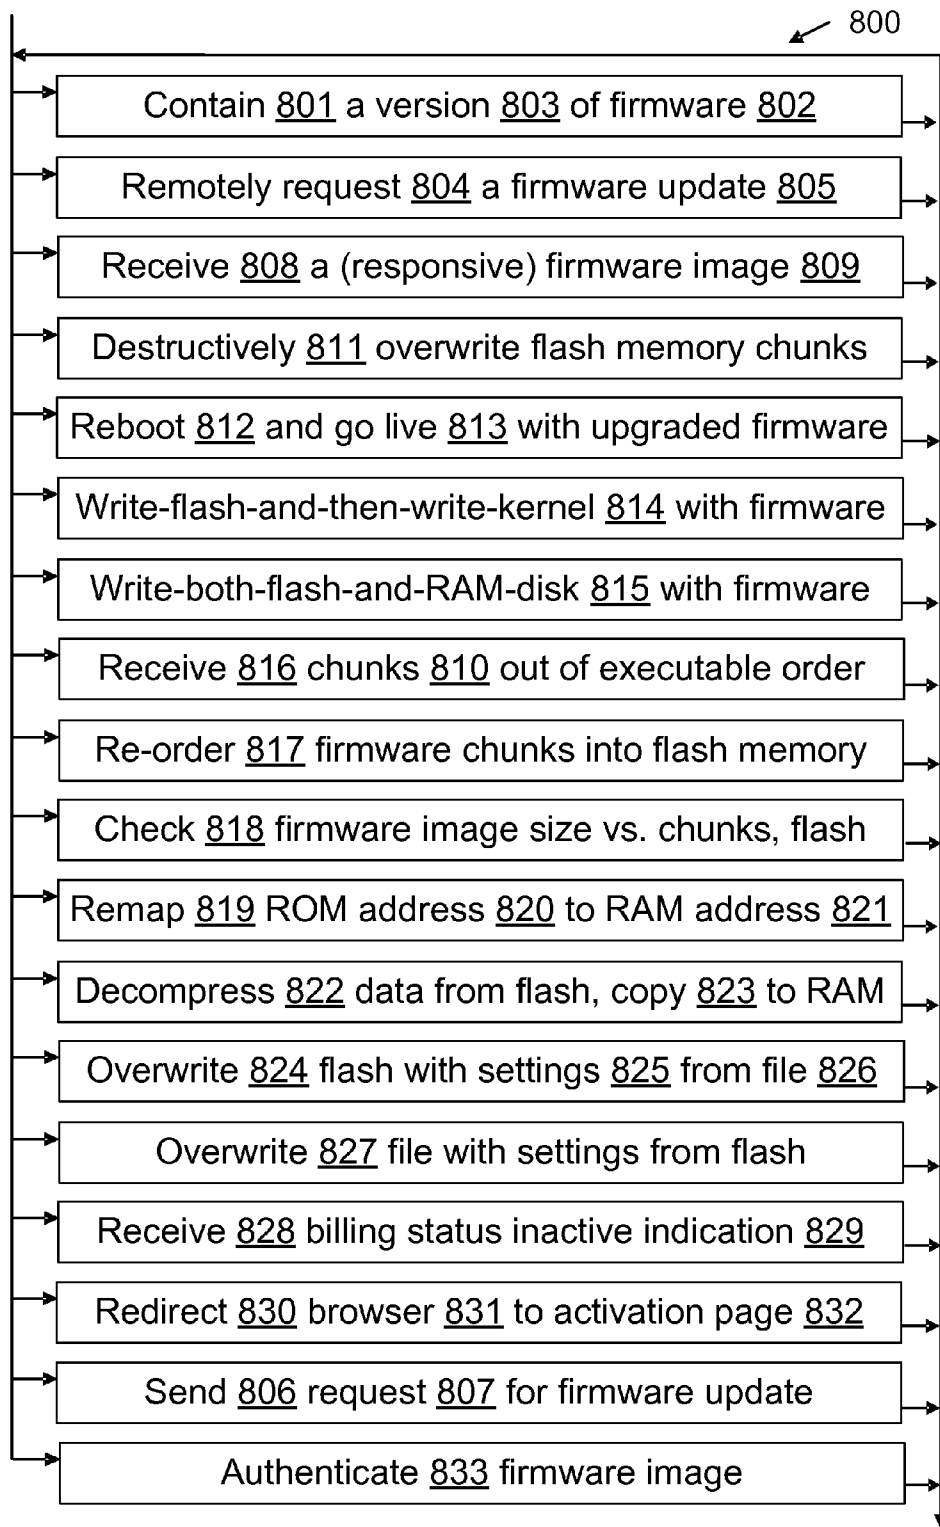 800
Contain 801 a version 803 of firmware 802
Remotely request 804 a firmware update 805
Receive 808 a (responsive) firmware image 809
Destructively 811 overwrite flash memory chunks
Reboot 812 and go live 813 with upgraded firmware
Write-flash-and-then-write-kernel 814 with firmware
Write-both-flash-and-RAM-disk 815 with firmware
Receive 816 chunks 810 out of executable order
Re-order 817 firmware chunks into flash memory
Check 818 firmware image size vs. chunks, flash
Remap 819 ROM address 820 to RAM address 821
Decompress 822 data from flash, copy 823 to RAM
Overwrite 824 flash with settings 825 from file 826
Overwrite 827 file with settings from flash
Receive 828 billing status inactive indication 829
Redirect 830 browser 831 to activation page 832
Send 806 request 807 for firmware update
Authenticate 833 firmware image